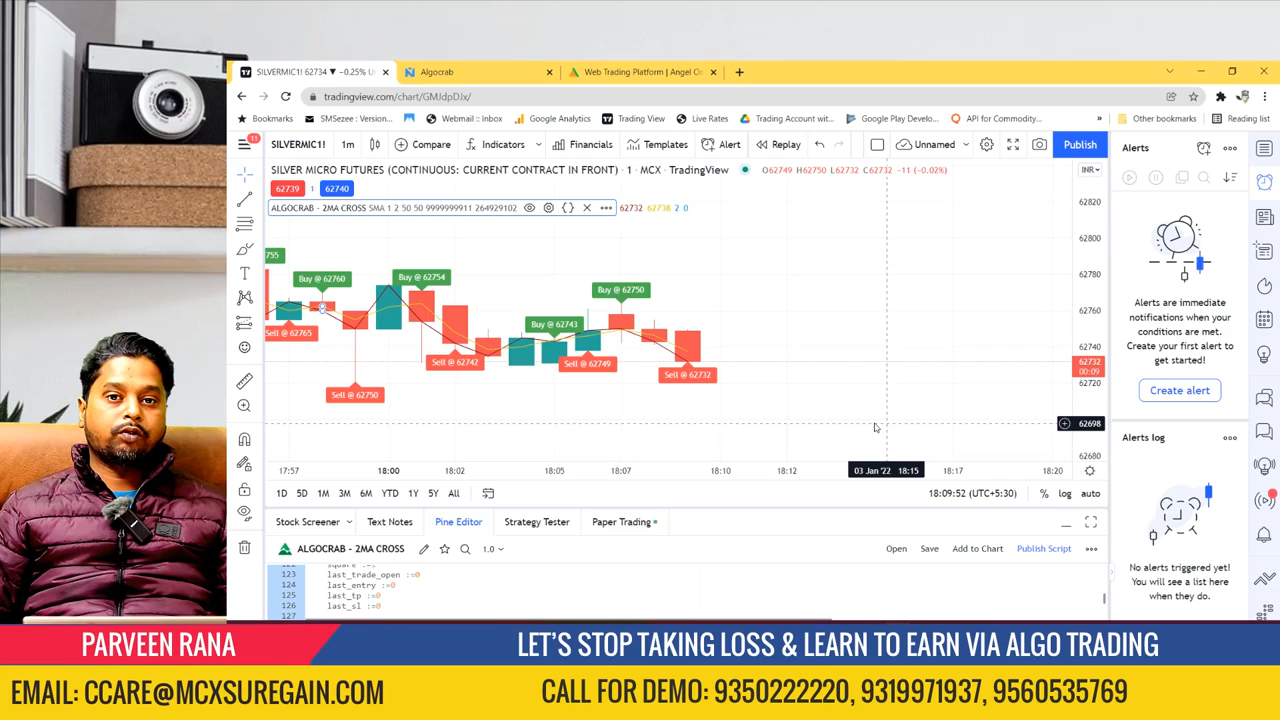 SILVERMIC1! 62734 ▼ −0.25% U
Algocrab
Web Trading Platform | Angel O
tradingview.com/chart/GMJdpDJx/
Bookmarks
SMSezee : Version...
Webmail :: Inbox
Google Analytics
Trading View
Live Rates
Trading Account wit...
Google Play Develo...
API for Commodity...
Other bookmarks
Reading list
11
SILVERMIC1!
1m
Compare
Indicators
Financials
Templates
Alert
Replay
Unnamed
Publish
Alerts
SILVER MICRO FUTURES (CONTINUOUS: CURRENT CONTRACT IN FRONT) · 1 · MCX · TradingView
O62749 H62750 L62732 C62732 −11 (−0.02%)
INR
62739 1 62740
ALGOCRAB - 2MA CROSS SMA 1 2 50 50 9999999911 264929102
62732 62738 2 0
62820
62800
62780
62760
62740
62732
00:09
62720
62698
62680
755
Buy @ 62760
Buy @ 62754
Buy @ 62750
Buy @ 62743
Sell @ 62765
Sell @ 62742
Sell @ 62749
Sell @ 62732
Sell @ 62750
17:57
18:00
18:02
18:05
18:07
18:10
18:12
03 Jan '22 18:15
18:17
18:20
Alerts are immediate
notifications when your
conditions are met.
Create your first alert
to get started!
Create alert
Alerts log
No alerts triggered yet!
You will see a list here
when they do.
1D 5D 1M 3M 6M YTD 1Y 5Y All
18:09:52 (UTC+5:30)
% log auto
Stock Screener
Text Notes
Pine Editor
Strategy Tester
Paper Trading
ALGOCRAB - 2MA CROSS
1.0
Open
Save
Add to Chart
Publish Script
123 last_trade_open :=0
124 last_entry :=0
125 last_tp :=0
126 last_sl :=0
127
PARVEEN RANA
LET'S STOP TAKING LOSS & LEARN TO EARN VIA ALGO TRADING
EMAIL: CCARE@MCXSUREGAIN.COM
CALL FOR DEMO: 9350222220, 9319971937, 9560535769